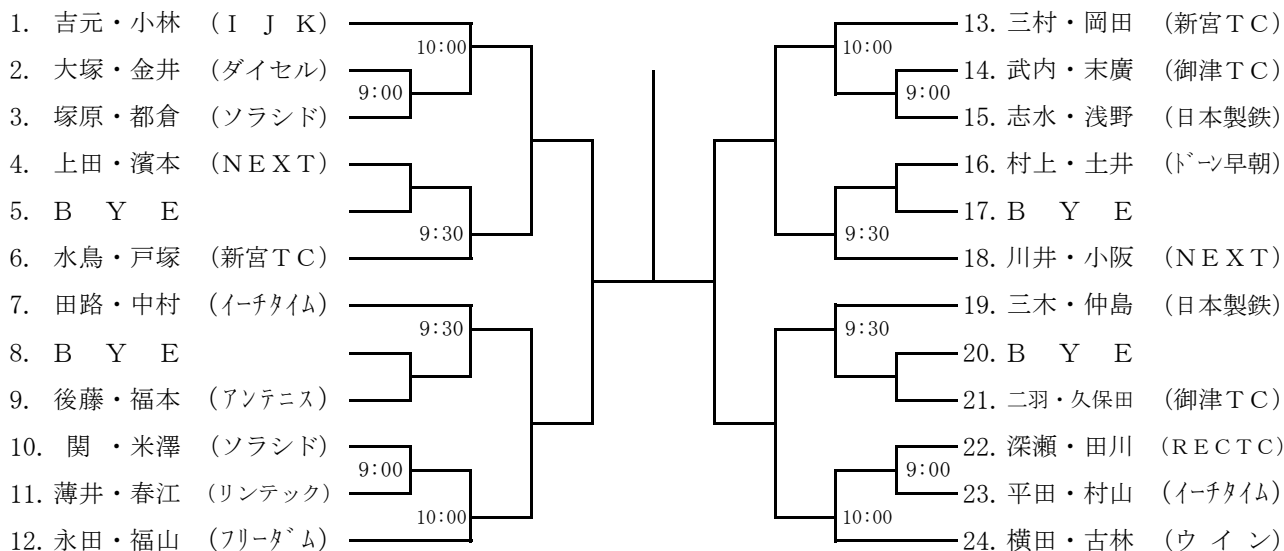 1. 吉元・小林 (ＩＪＫ)
10:00
2. 大塚・金井 (ダイセル)
9:00
3. 塚原・都倉 (ソラシド)
4. 上田・濱本 (ＮＥＸＴ)
5. Ｂ Ｙ Ｅ
9:30
6. 水鳥・戸塚 (新宮ＴＣ)
7. 田路・中村 (ｲｰﾁﾀｲﾑ)
9:30
8. Ｂ Ｙ Ｅ
9. 後藤・福本 (ｱﾝﾃﾆｽ)
10. 関 ・米澤 (ソラシド)
9:00
11. 薄井・春江 (リンテック)
10:00
12. 永田・福山 (ﾌﾘｰﾀﾞﾑ)
13. 三村・岡田 (新宮ＴＣ)
10:00
14. 武内・末廣 (御津ＴＣ)
9:00
15. 志水・浅野 (日本製鉄)
16. 村上・土井 (ﾄﾞｰﾝ早朝)
17. Ｂ Ｙ Ｅ
9:30
18. 川井・小阪 (ＮＥＸＴ)
19. 三木・仲島 (日本製鉄)
9:30
20. Ｂ Ｙ Ｅ
21. 二羽・久保田 (御津ＴＣ)
22. 深瀬・田川 (ＲＥＣＴＣ)
9:00
23. 平田・村山 (ｲｰﾁﾀｲﾑ)
10:00
24. 横田・古林 (ウイン)